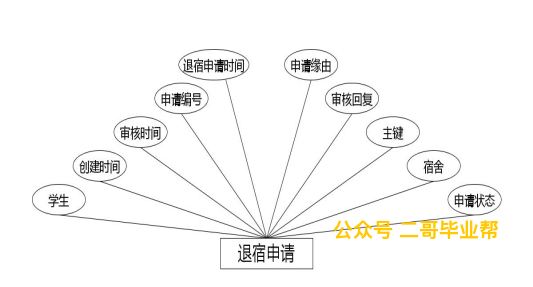 退宿申请时间
申请缘由
申请编号
审核回复
审核时间
主键
创建时间
宿舍
学生
申请状态
公众号 二哥毕业帮
退宿申请